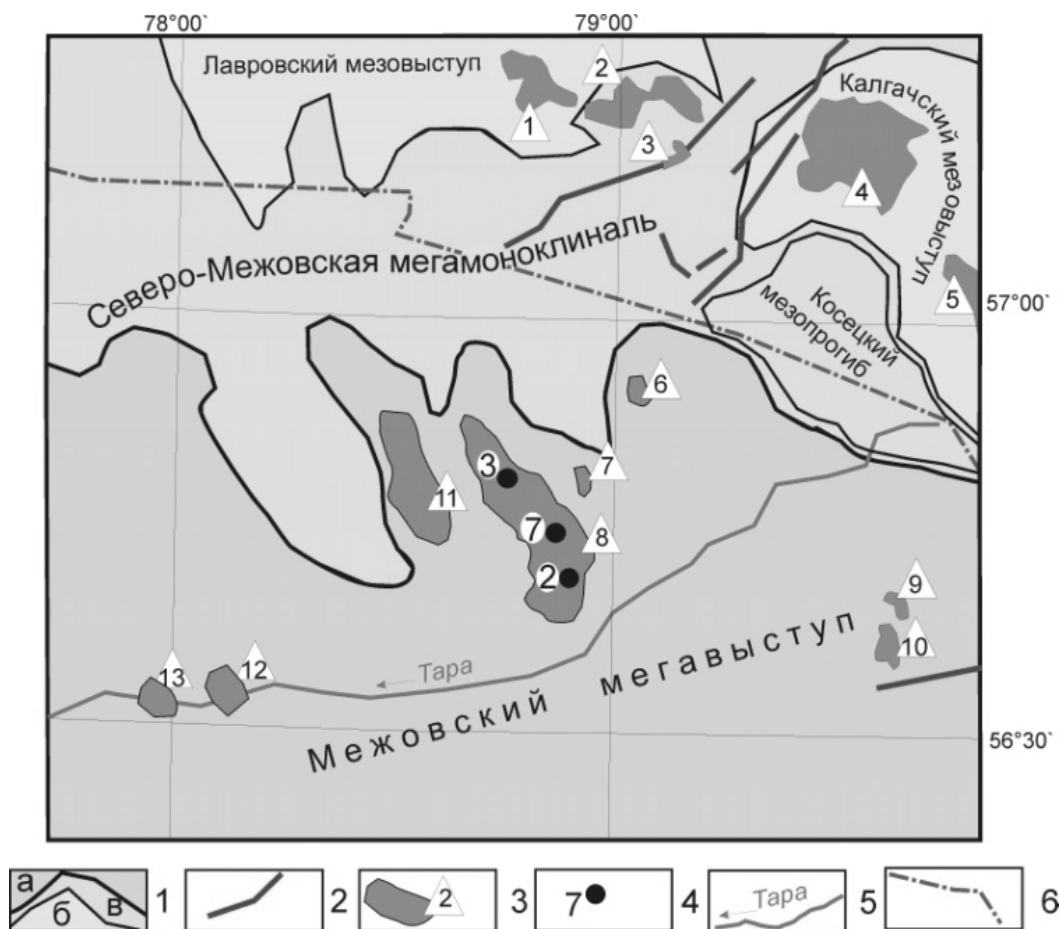 78°00`
79°00`
Лавровский мезовыступ
2
Калгачский мезовыступ
1
3
4
Северо-Межовская мегамоноклиналь
5
57°00`
Косецкий
мезопрогиб
6
3
11
7
7
8
2
9
10
13
12
Тара
Межовский мегавыступ
56°30`
а
б
в
1
2
2
3
7
4
Тара
5
6